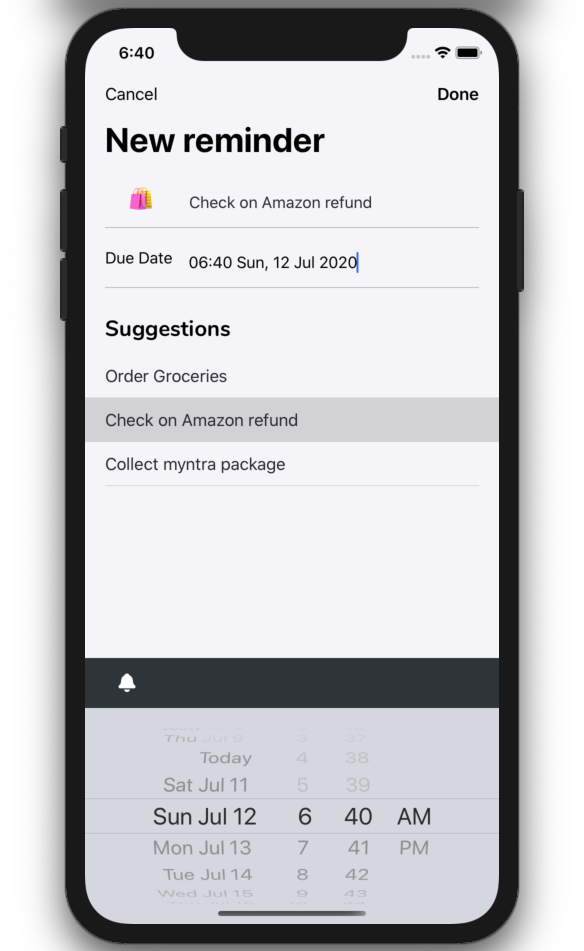 6:40
Cancel Done
New reminder
Check on Amazon refund
Due Date 06:40 Sun, 12 Jul 2020
Suggestions
Order Groceries
Check on Amazon refund
Collect myntra package
Thu Jul 9 3 37
Today 4 38
Sat Jul 11 5 39
Sun Jul 12 6 40 AM
Mon Jul 13 7 41 PM
Tue Jul 14 8 42
Wed Jul 15 9 43